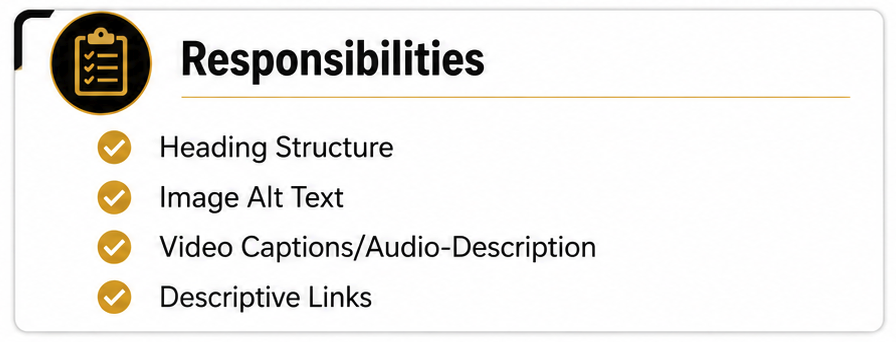 Responsibilities
Heading Structure
Image Alt Text
Video Captions/Audio-Description
Descriptive Links